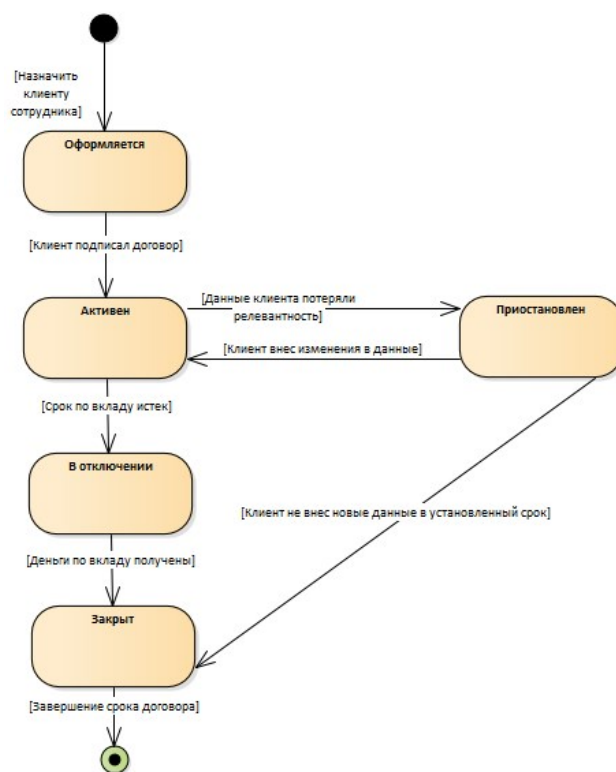 [Назначить
клиенту
сотрудника]
Оформляется
[Клиент подписал договор]
Активен
[Данные клиента потеряли
релевантность]
Приостановлен
[Клиент внес изменения в данные]
[Срок по вкладу истек]
В отключении
[Клиент не внес новые данные в установленный срок]
[Деньги по вкладу получены]
Закрыт
[Завершение срока договора]